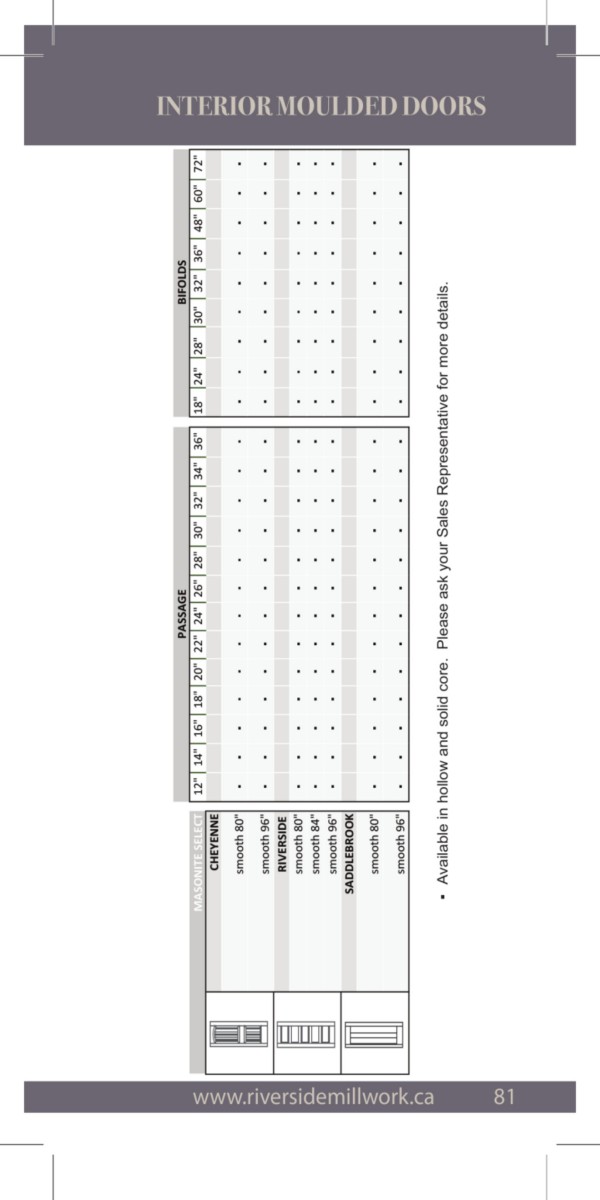 INTERIOR MOULDED DOORS
PASSAGE BIFOLDS
MASONITE SELECT 12" 14" 16" 18" 20" 22" 24" 26" 28" 30" 32" 34" 36" 18" 24" 28" 30" 32" 36" 48" 60" 72"
CHEYENNE
smooth 80" ▪ ▪ ▪ ▪ ▪ ▪ ▪ ▪ ▪ ▪ ▪ ▪ ▪ ▪ ▪ ▪ ▪ ▪ ▪ ▪ ▪ ▪
smooth 96" ▪ ▪ ▪ ▪ ▪ ▪ ▪ ▪ ▪ ▪ ▪ ▪ ▪ ▪ ▪ ▪ ▪ ▪ ▪ ▪ ▪ ▪
RIVERSIDE
smooth 80" ▪ ▪ ▪ ▪ ▪ ▪ ▪ ▪ ▪ ▪ ▪ ▪ ▪ ▪ ▪ ▪ ▪ ▪ ▪ ▪ ▪ ▪
smooth 84" ▪ ▪ ▪ ▪ ▪ ▪ ▪ ▪ ▪ ▪ ▪ ▪ ▪ ▪ ▪ ▪ ▪ ▪ ▪ ▪ ▪ ▪
smooth 96" ▪ ▪ ▪ ▪ ▪ ▪ ▪ ▪ ▪ ▪ ▪ ▪ ▪ ▪ ▪ ▪ ▪ ▪ ▪ ▪ ▪ ▪
SADDLEBROOK
smooth 80" ▪ ▪ ▪ ▪ ▪ ▪ ▪ ▪ ▪ ▪ ▪ ▪ ▪ ▪ ▪ ▪ ▪ ▪ ▪ ▪ ▪ ▪
smooth 96" ▪ ▪ ▪ ▪ ▪ ▪ ▪ ▪ ▪ ▪ ▪ ▪ ▪ ▪ ▪ ▪ ▪ ▪ ▪ ▪ ▪ ▪
▪ Available in hollow and solid core. Please ask your Sales Representative for more details.
www.riversidemillwork.ca 81